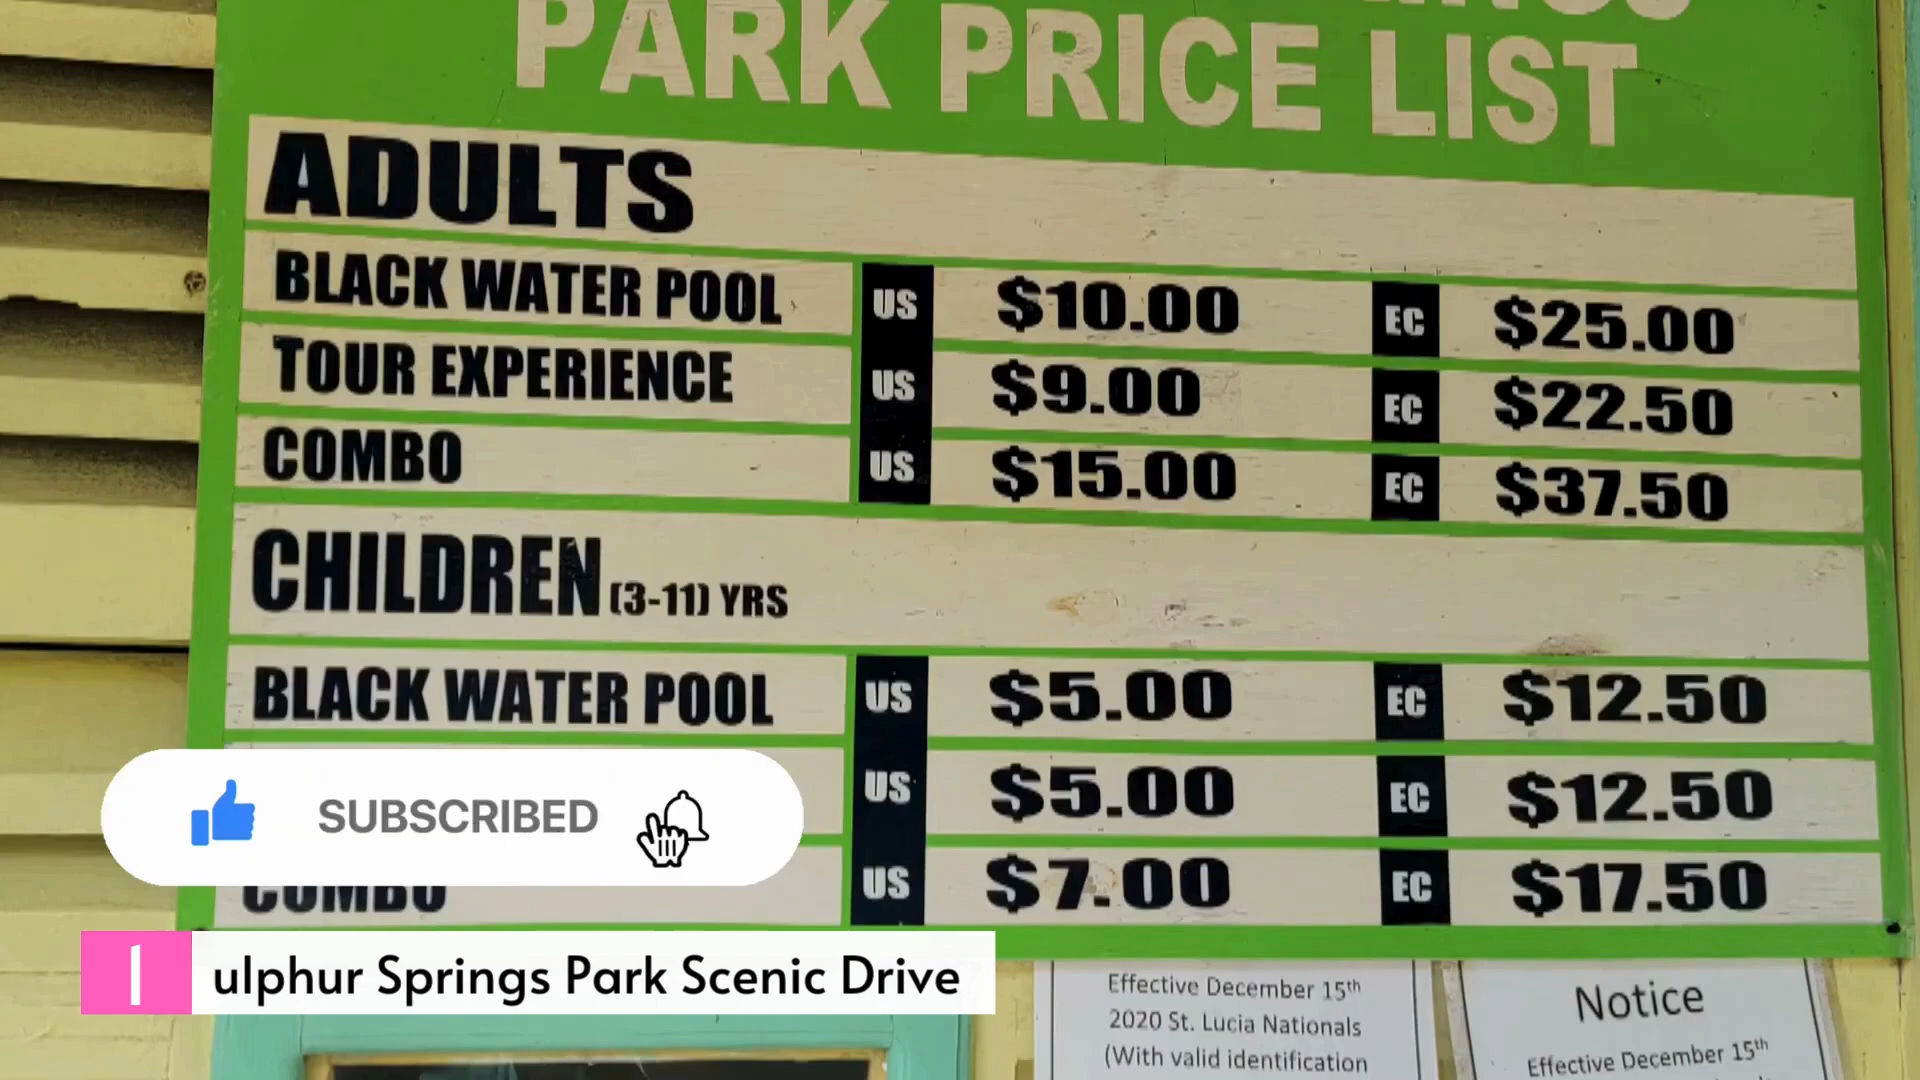 PARK PRICE LIST
ADULTS
BLACK WATER POOL US $10.00 EC $25.00
TOUR EXPERIENCE US $9.00 EC $22.50
COMBO US $15.00 EC $37.50
CHILDREN (3-11) YRS
BLACK WATER POOL US $5.00 EC $12.50
US $5.00 EC $12.50
COMBO US $7.00 EC $17.50
SUBSCRIBED
1 ulphur Springs Park Scenic Drive
Effective December 15th
2020 St. Lucia Nationals
(With valid identification
Notice
Effective December 15th